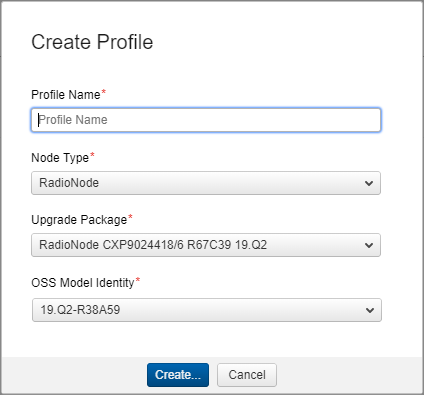 Create Profile
Profile Name*
Profile Name
Node Type*
RadioNode
Upgrade Package*
RadioNode CXP9024418/6 R67C39 19.Q2
OSS Model Identity*
19.Q2-R38A59
Create... Cancel